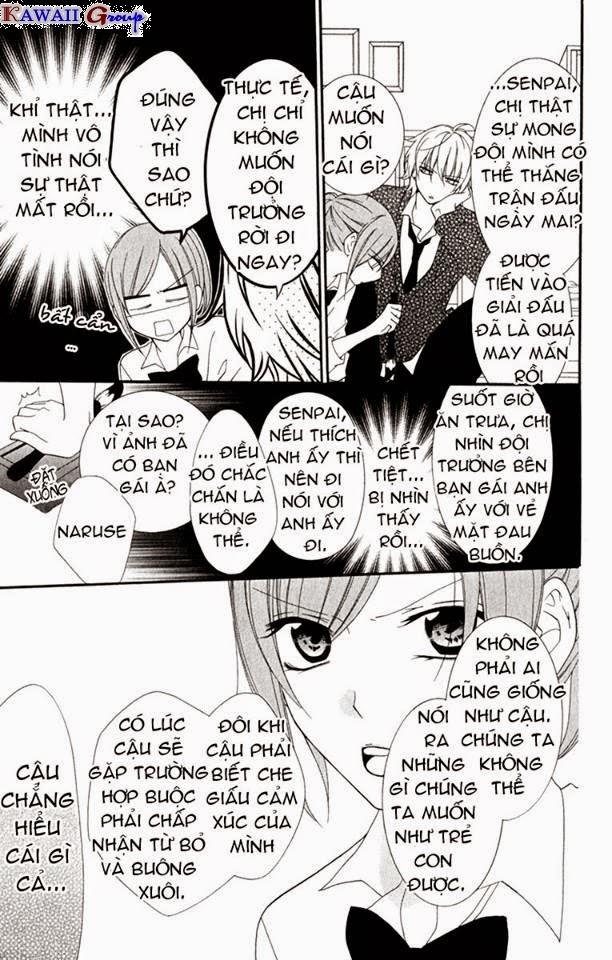 KAWAII Group
...SENPAI,
CHỊ THẬT
SỰ MONG
ĐỘI MÌNH CÓ
THỂ THẮNG
TRẬN ĐẤU
NGÀY MAI?
ĐƯỢC
TIẾN VÀO
GIẢI ĐẤU
ĐÃ LÀ QUÁ
MAY MẮN
RỒI
CẬU
MUỐN
NÓI
CÁI GÌ?
THỰC TẾ,
CHỊ CHỈ
KHÔNG
MUỐN ĐỘI
TRƯỞNG
RỜI ĐI
NGAY?
ĐÚNG
VẬY
THÌ
SAO
CHỨ?
KHỈ THẬT...
MÌNH VÔ
TÌNH NÓI
SỰ THẬT
MẤT RỒI...
bất cẩn
...
SUỐT GIỜ
ĂN TRƯA, CHỊ
NHÌN ĐỘI
TRƯỞNG BÊN
BẠN GÁI ANH
ẤY VỚI VẺ
MẶT ĐAU
BUỒN.
CHẾT
TIỆT...
BỊ NHÌN
THẤY
RỒI...
SENPAI,
NẾU THÍCH
ANH ẤY THÌ
NÊN ĐI
NÓI VỚI
ANH ẤY
ĐI.
... ĐIỀU
ĐÓ CHẮC
CHẮN LÀ
KHÔNG
THỂ.
TẠI SAO?
VÌ ẢNH ĐÃ
CÓ BẠN
GÁI À?
ĐẶT
XUỐNG
NARUSE
KHÔNG
PHẢI AI
CŨNG GIỐNG
NHƯ CẬU.
CHÚNG TA
KHÔNG
THỂ
NÓI
RA
NHỮNG
GÌ CHÚNG
TA MUỐN
NHƯ TRẺ
CON
ĐƯỢC.
ĐÔI KHI
CẬU PHẢI
BIẾT CHE
GIẤU CẢM
XÚC CỦA
MÌNH
CÓ LÚC
CẬU SẼ
GẶP TRƯỜNG
HỢP BUỘC
PHẢI CHẤP
NHẬN TỪ BỎ
VÀ BUÔNG
XUÔI.
CẬU
CHẲNG
HIỂU
CÁI GÌ
CẢ...